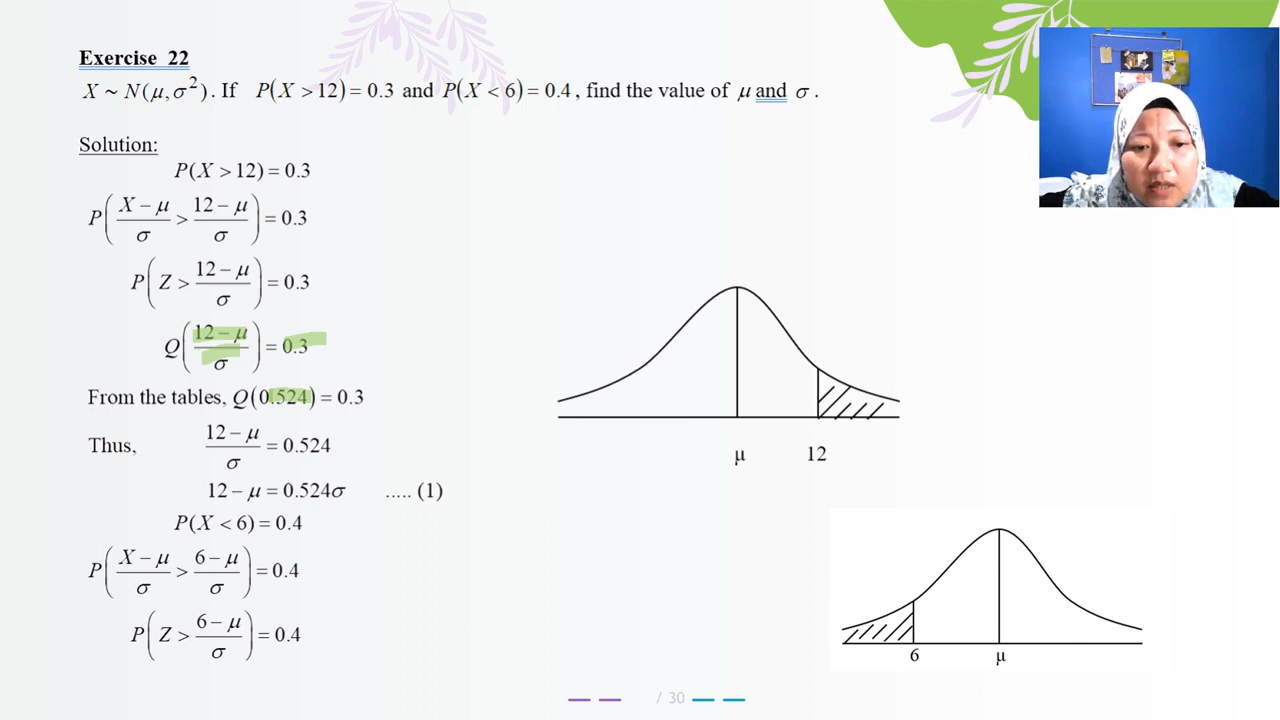 Exercise 22
X ~ N(μ, σ²). If P(X > 12) = 0.3 and P(X < 6) = 0.4, find the value of μ and σ.
Solution:
P(X > 12) = 0.3
P((X − μ)/σ > (12 − μ)/σ) = 0.3
P(Z > (12 − μ)/σ) = 0.3
Q((12 − μ)/σ) = 0.3
From the tables, Q(0.524) = 0.3
Thus, (12 − μ)/σ = 0.524
12 − μ = 0.524σ ..... (1)
P(X < 6) = 0.4
P((X − μ)/σ > (6 − μ)/σ) = 0.4
P(Z > (6 − μ)/σ) = 0.4
μ 12
6 μ
/ 30